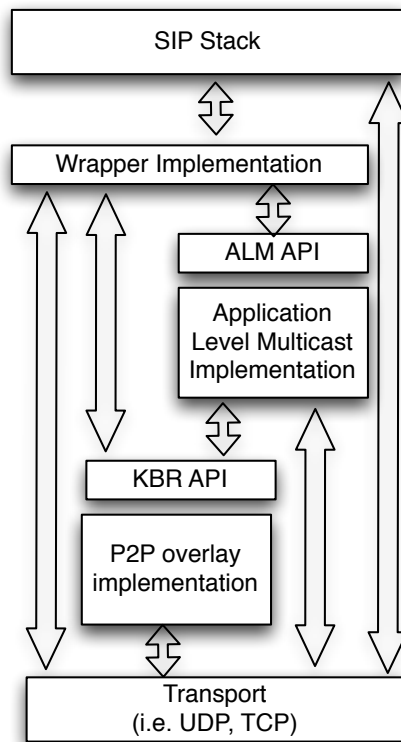 SIP Stack
Wrapper Implementation
ALM API
Application
Level Multicast
Implementation
KBR API
P2P overlay
implementation
Transport
(i.e. UDP, TCP)